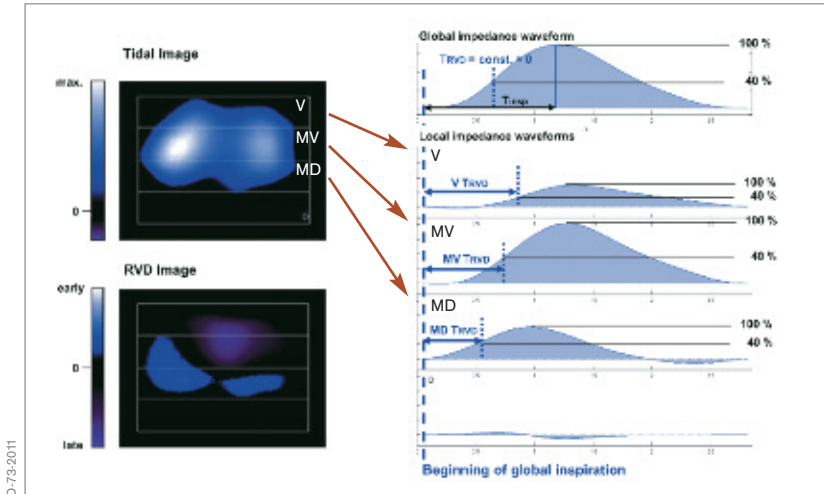 Tidal Image
max.
0
V
MV
MD
D
RVD Image
early
0
late
Global impedance waveform
TRVD = const. = 0
100 %
40 %
Tinsp
Local impedance waveforms
V
V TRVD
100 %
40 %
MV
MV TRVD
100 %
40 %
MD
MD TRVD
100 %
40 %
D
Beginning of global inspiration
D-73-2011